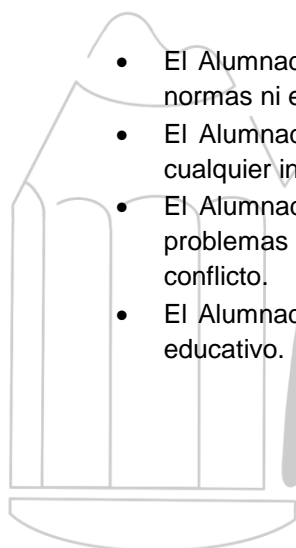 • El Alumnad
normas ni e
• El Alumnad
cualquier in
• El Alumnad
problemas
conflicto.
• El Alumnad
educativo.